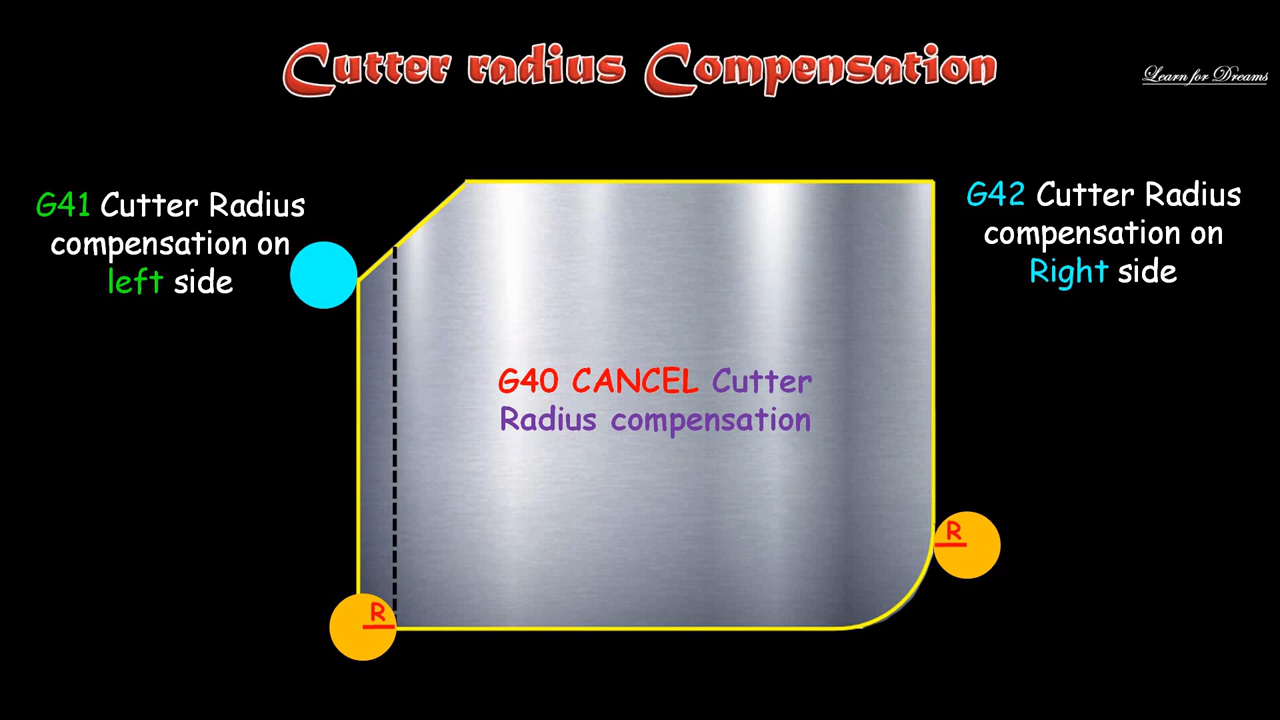 Cutter radius Compensation
Learn for Dreams
G41 Cutter Radius
compensation on
left side
G42 Cutter Radius
compensation on
Right side
G40 CANCEL Cutter
Radius compensation
R
R